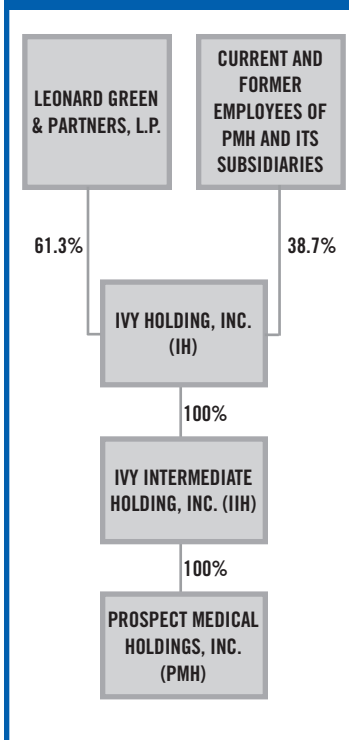 LEONARD GREEN
& PARTNERS, L.P.
CURRENT AND
FORMER
EMPLOYEES OF
PMH AND ITS
SUBSIDIARIES
61.3%
38.7%
IVY HOLDING, INC.
(IH)
100%
IVY INTERMEDIATE
HOLDING, INC. (IIH)
100%
PROSPECT MEDICAL
HOLDINGS, INC.
(PMH)